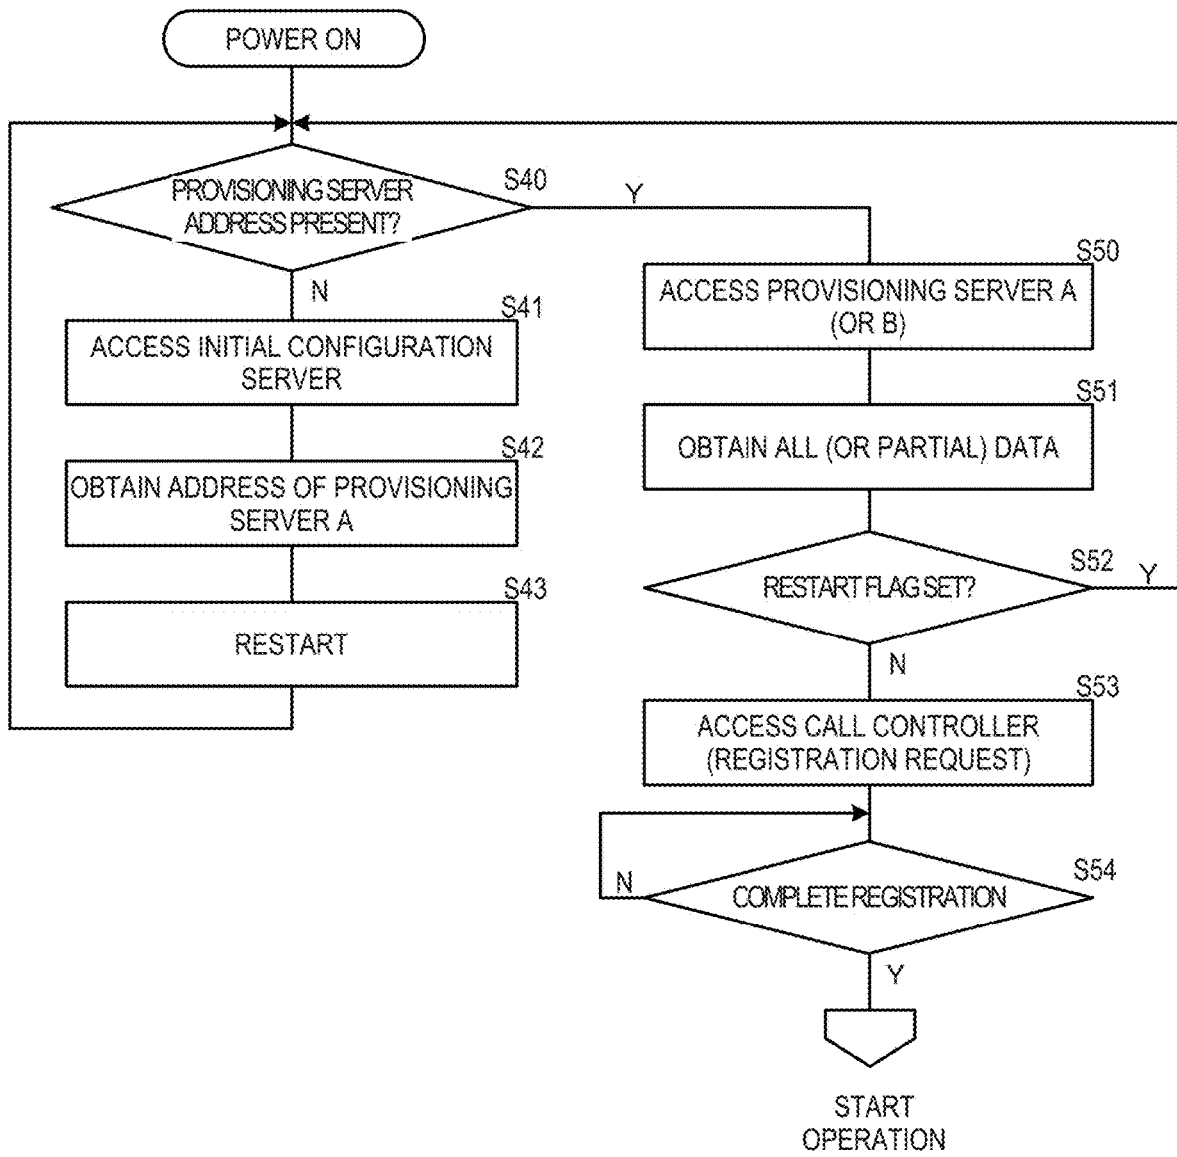 POWER ON
PROVISIONING SERVER
ADDRESS PRESENT?
S40
Y
N
S41
ACCESS INITIAL CONFIGURATION
SERVER
S42
OBTAIN ADDRESS OF PROVISIONING
SERVER A
S43
RESTART
S50
ACCESS PROVISIONING SERVER A
(OR B)
S51
OBTAIN ALL (OR PARTIAL) DATA
S52
RESTART FLAG SET?
Y
N
S53
ACCESS CALL CONTROLLER
(REGISTRATION REQUEST)
S54
COMPLETE REGISTRATION
N
Y
START
OPERATION